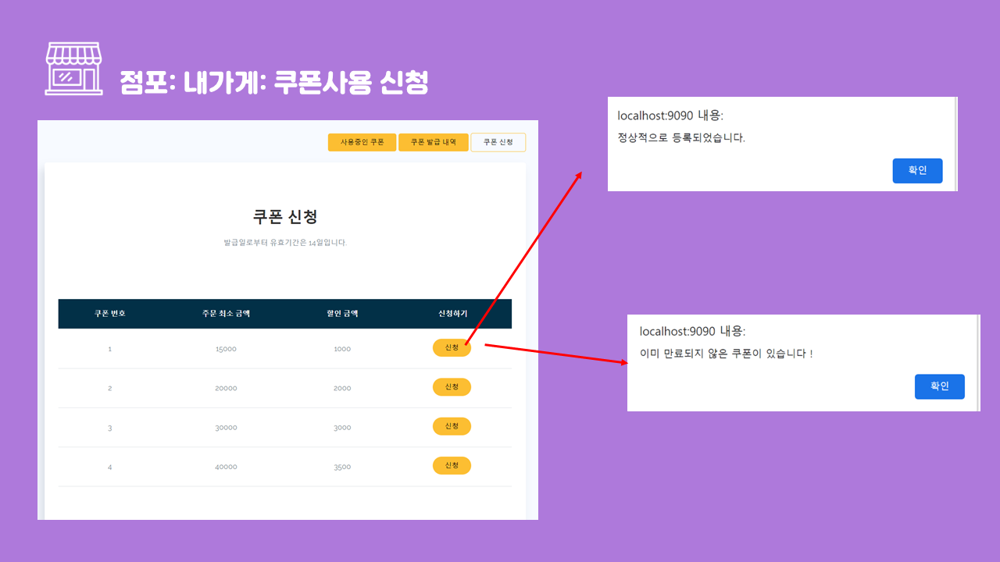 점포: 내가게: 쿠폰사용 신청
사용중인 쿠폰 쿠폰 발급 내역 쿠폰 신청
쿠폰 신청
발급일로부터 유효기간은 14일입니다.
쿠폰 번호 주문 최소 금액 할인 금액 신청하기
1 15000 1000 신청
2 20000 2000 신청
3 30000 3000 신청
4 40000 3500 신청
localhost:9090 내용:
정상적으로 등록되었습니다.
확인
localhost:9090 내용:
이미 만료되지 않은 쿠폰이 있습니다 !
확인